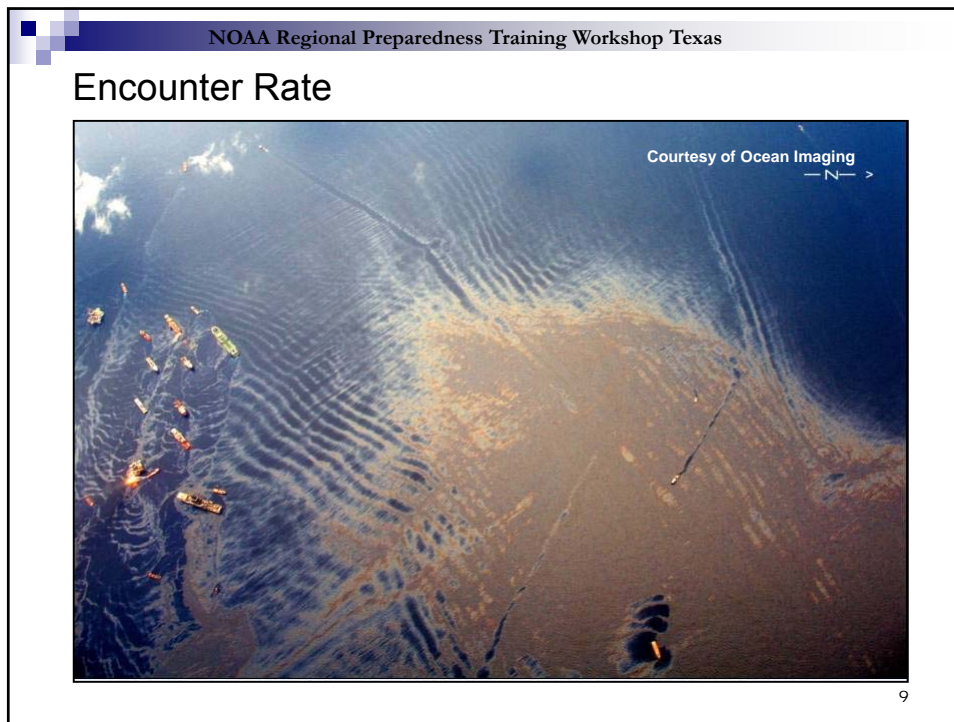 NOAA Regional Preparedness Training Workshop Texas
Encounter Rate
Courtesy of Ocean Imaging
—N— >
9